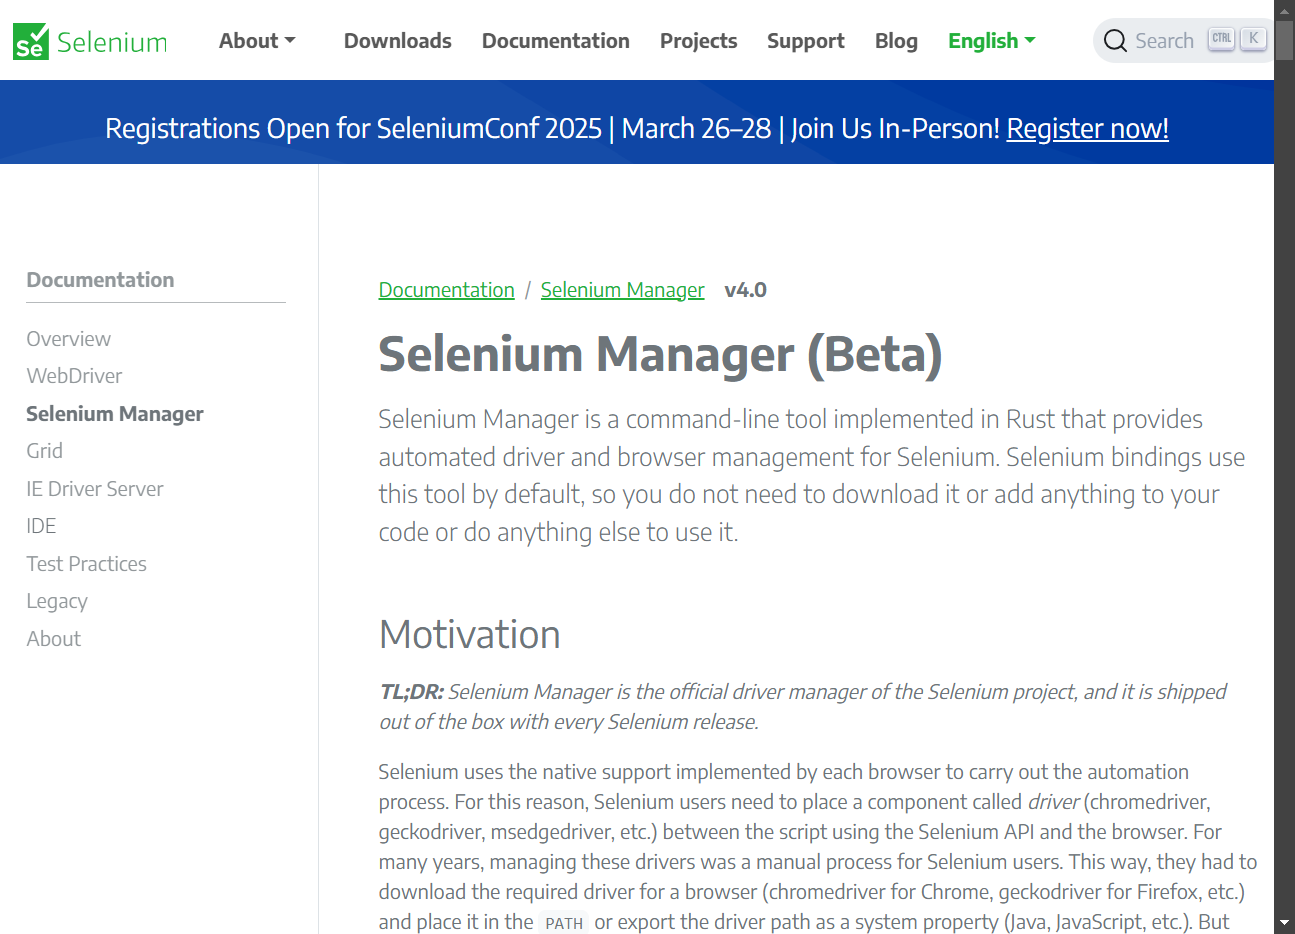 Selenium
About
Downloads
Documentation
Projects
Support
Blog
English
Search
CTRL
K
Registrations Open for SeleniumConf 2025 | March 26–28 | Join Us In-Person! Register now!
Documentation
Overview
WebDriver
Selenium Manager
Grid
IE Driver Server
IDE
Test Practices
Legacy
About
Documentation / Selenium Manager v4.0
Selenium Manager (Beta)
Selenium Manager is a command-line tool implemented in Rust that provides
automated driver and browser management for Selenium. Selenium bindings use
this tool by default, so you do not need to download it or add anything to your
code or do anything else to use it.
Motivation
TL;DR: Selenium Manager is the official driver manager of the Selenium project, and it is shipped
out of the box with every Selenium release.
Selenium uses the native support implemented by each browser to carry out the automation
process. For this reason, Selenium users need to place a component called driver (chromedriver,
geckodriver, msedgedriver, etc.) between the script using the Selenium API and the browser. For
many years, managing these drivers was a manual process for Selenium users. This way, they had to
download the required driver for a browser (chromedriver for Chrome, geckodriver for Firefox, etc.)
and place it in the PATH or export the driver path as a system property (Java, JavaScript, etc.). But